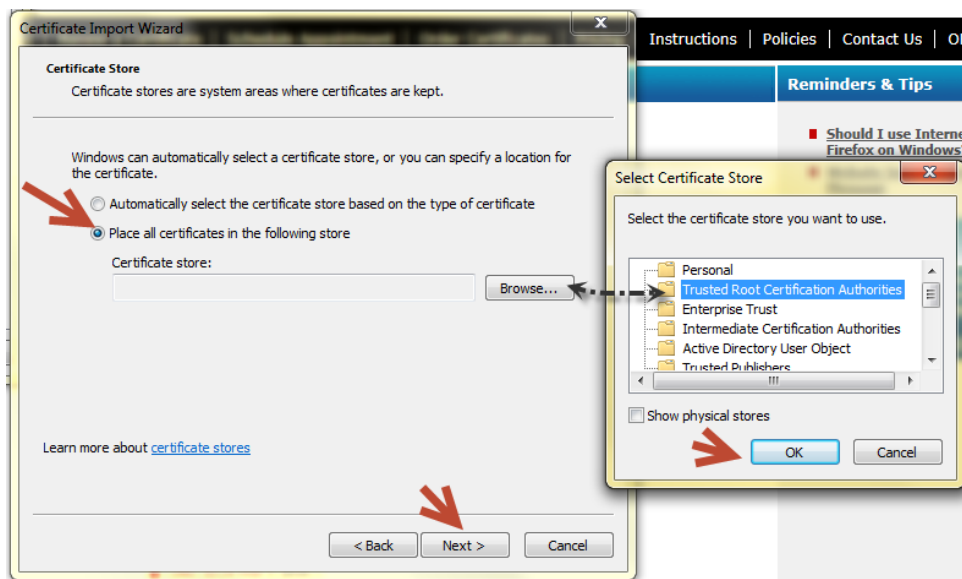 Certificate Import Wizard
Instructions | Policies | Contact Us |
Certificate Store
Certificate stores are system areas where certificates are kept.
Reminders & Tips
Should I use
Firefox on Windows
Windows can automatically select a certificate store, or you can specify a location for
the certificate.
Automatically select the certificate store based on the type of certificate
Place all certificates in the following store
Certificate store:
Browse...
Learn more about certificate stores
< Back
Next >
Cancel
Select Certificate Store
Select the certificate store you want to use.
Personal
Trusted Root Certification Authorities
Enterprise Trust
Intermediate Certification Authorities
Active Directory User Object
Trusted Publishers
Show physical stores
OK
Cancel